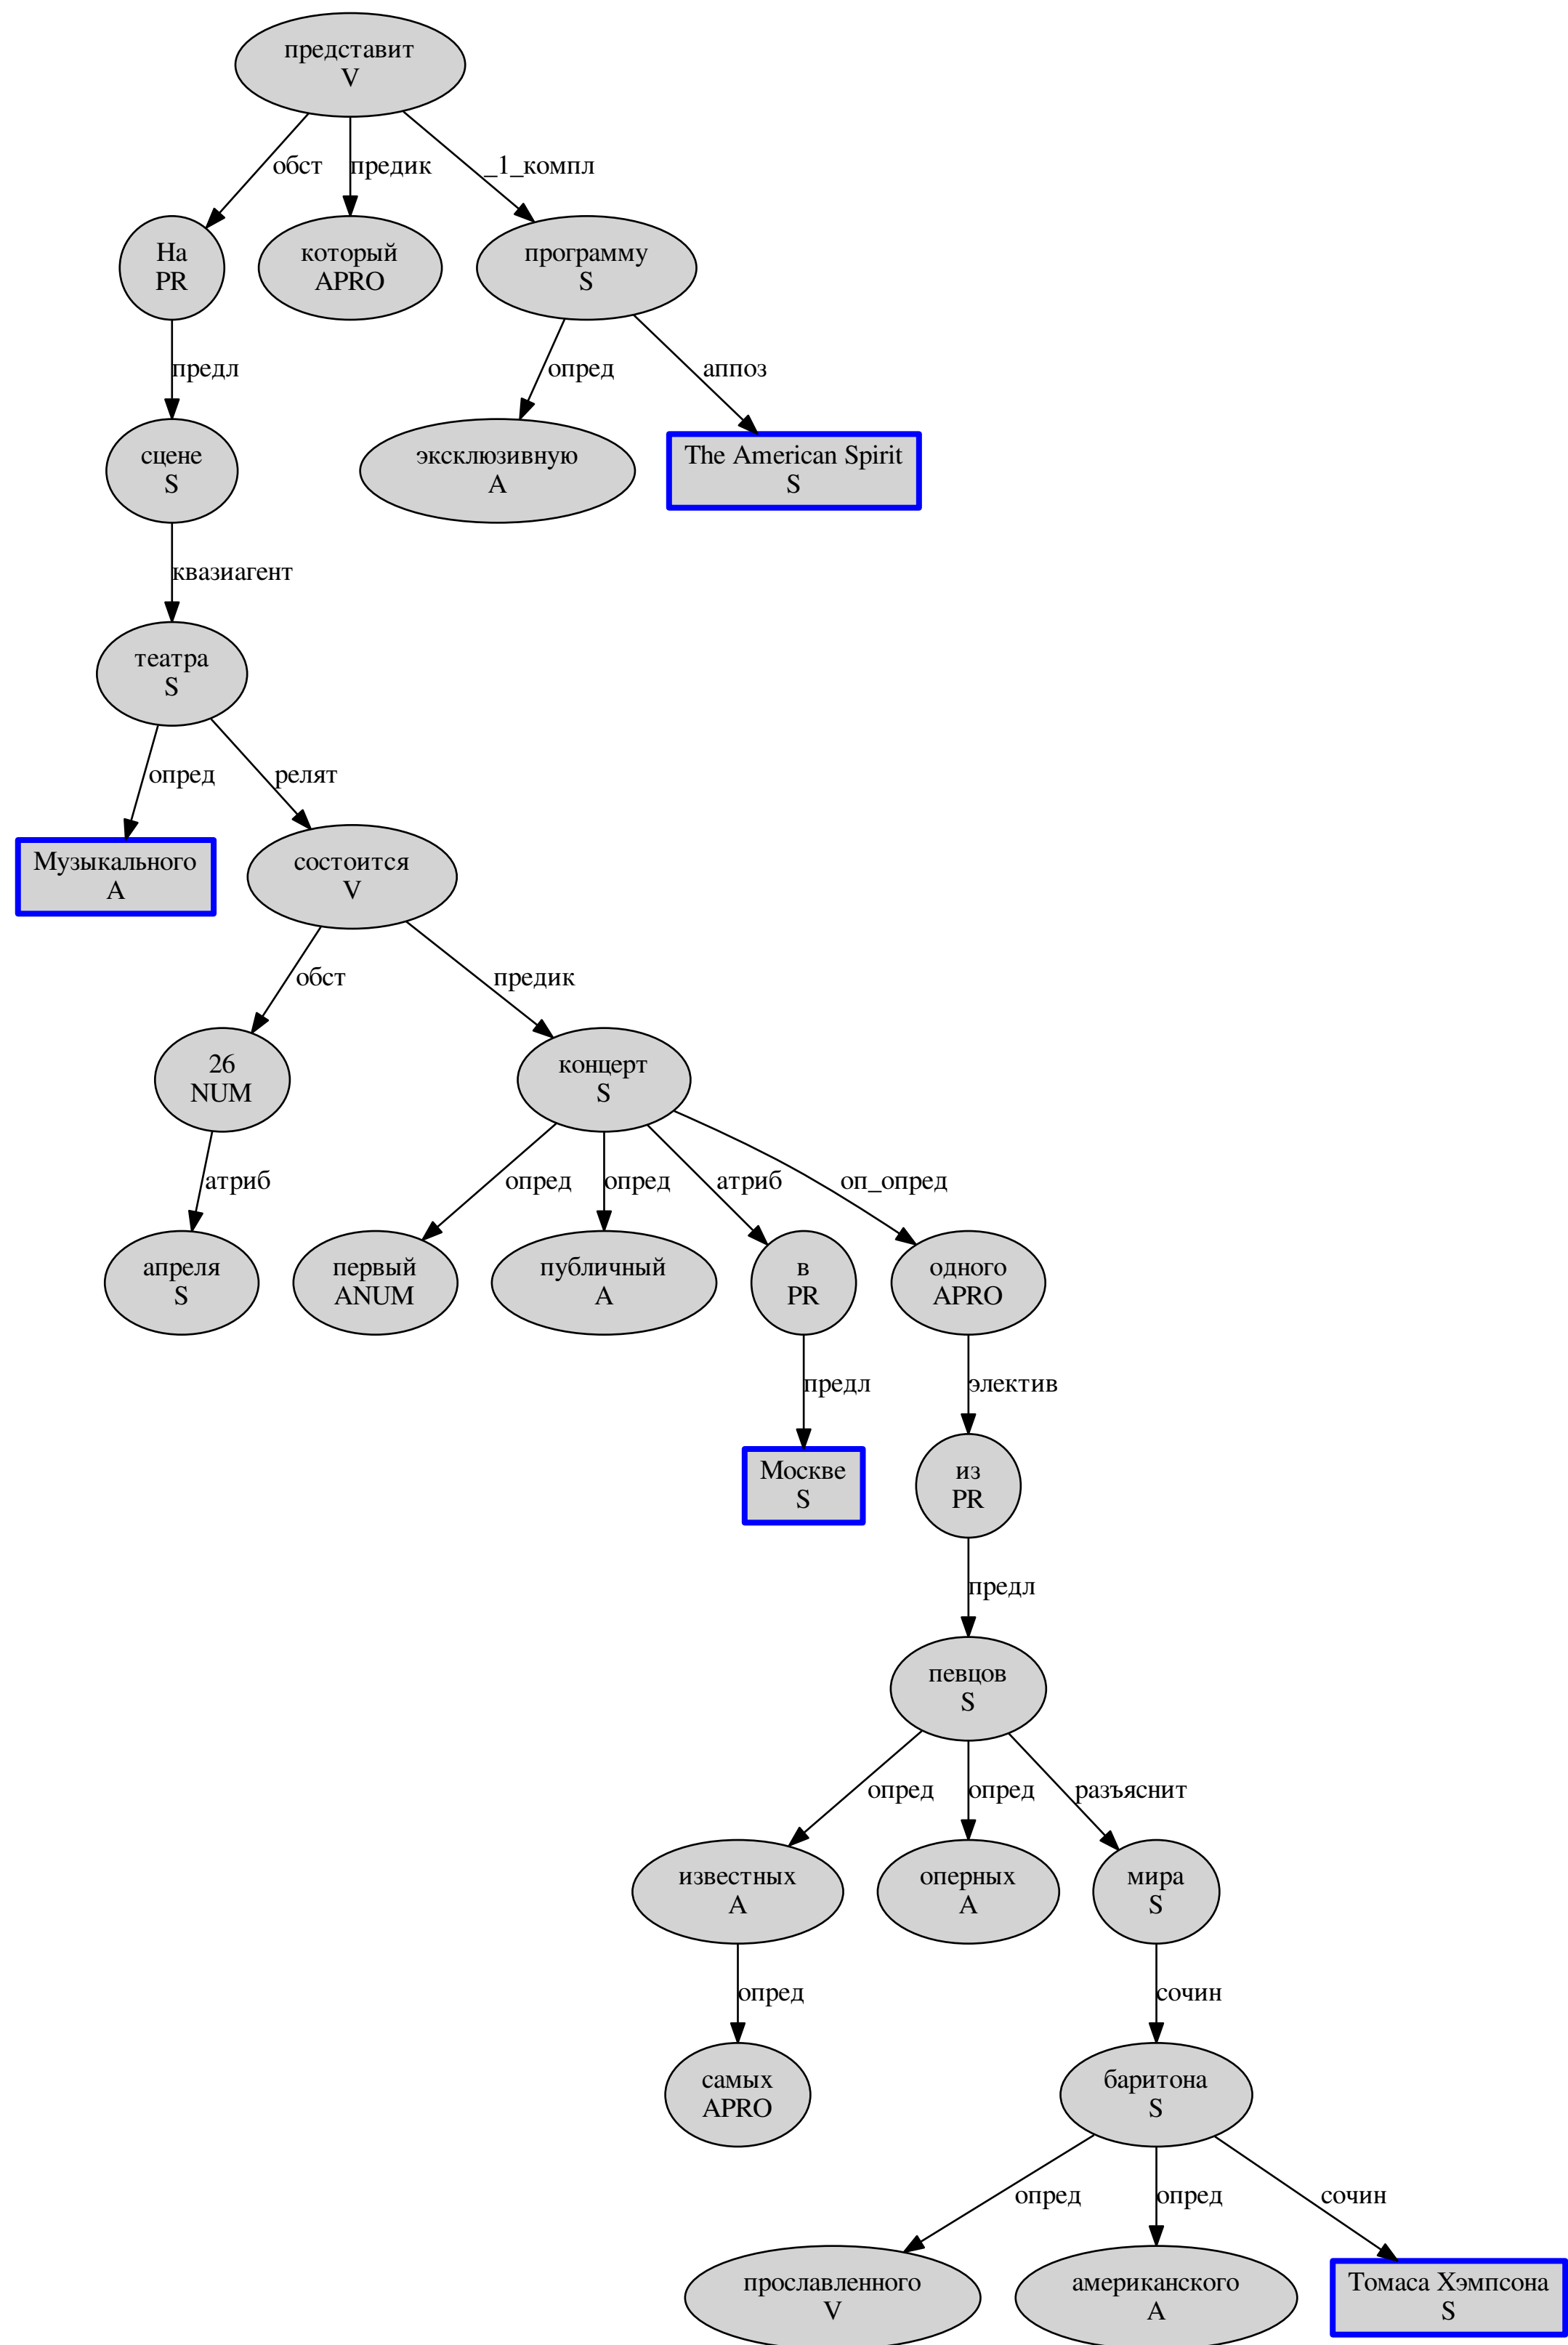 представит
V
обст
предик
_1_компл
На
PR
который
APRO
программу
S
предл
опред
аппоз
сцене
S
эксклюзивную
A
The American Spirit
S
квазиагент
театра
S
опред
релят
Музыкального
A
состоится
V
обст
предик
26
NUM
концерт
S
атриб
опред
опред
атриб
оп_опред
апреля
S
первый
ANUM
публичный
A
в
PR
одного
APRO
предл
электив
Москве
S
из
PR
предл
певцов
S
опред
опред
разъяснит
известных
A
оперных
A
мира
S
опред
сочин
самых
APRO
баритона
S
опред
опред
сочин
прославленного
V
американского
A
Томаса Хэмпсона
S